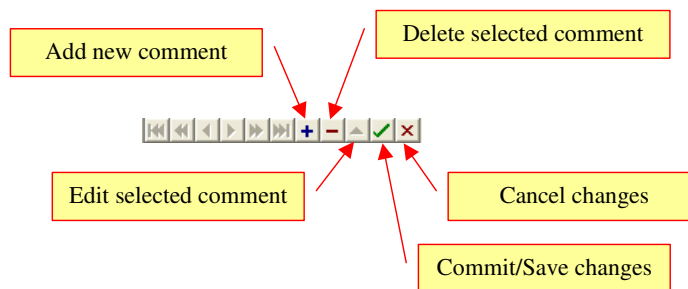 Delete selected comment
Add new comment
Edit selected comment
Cancel changes
Commit/Save changes